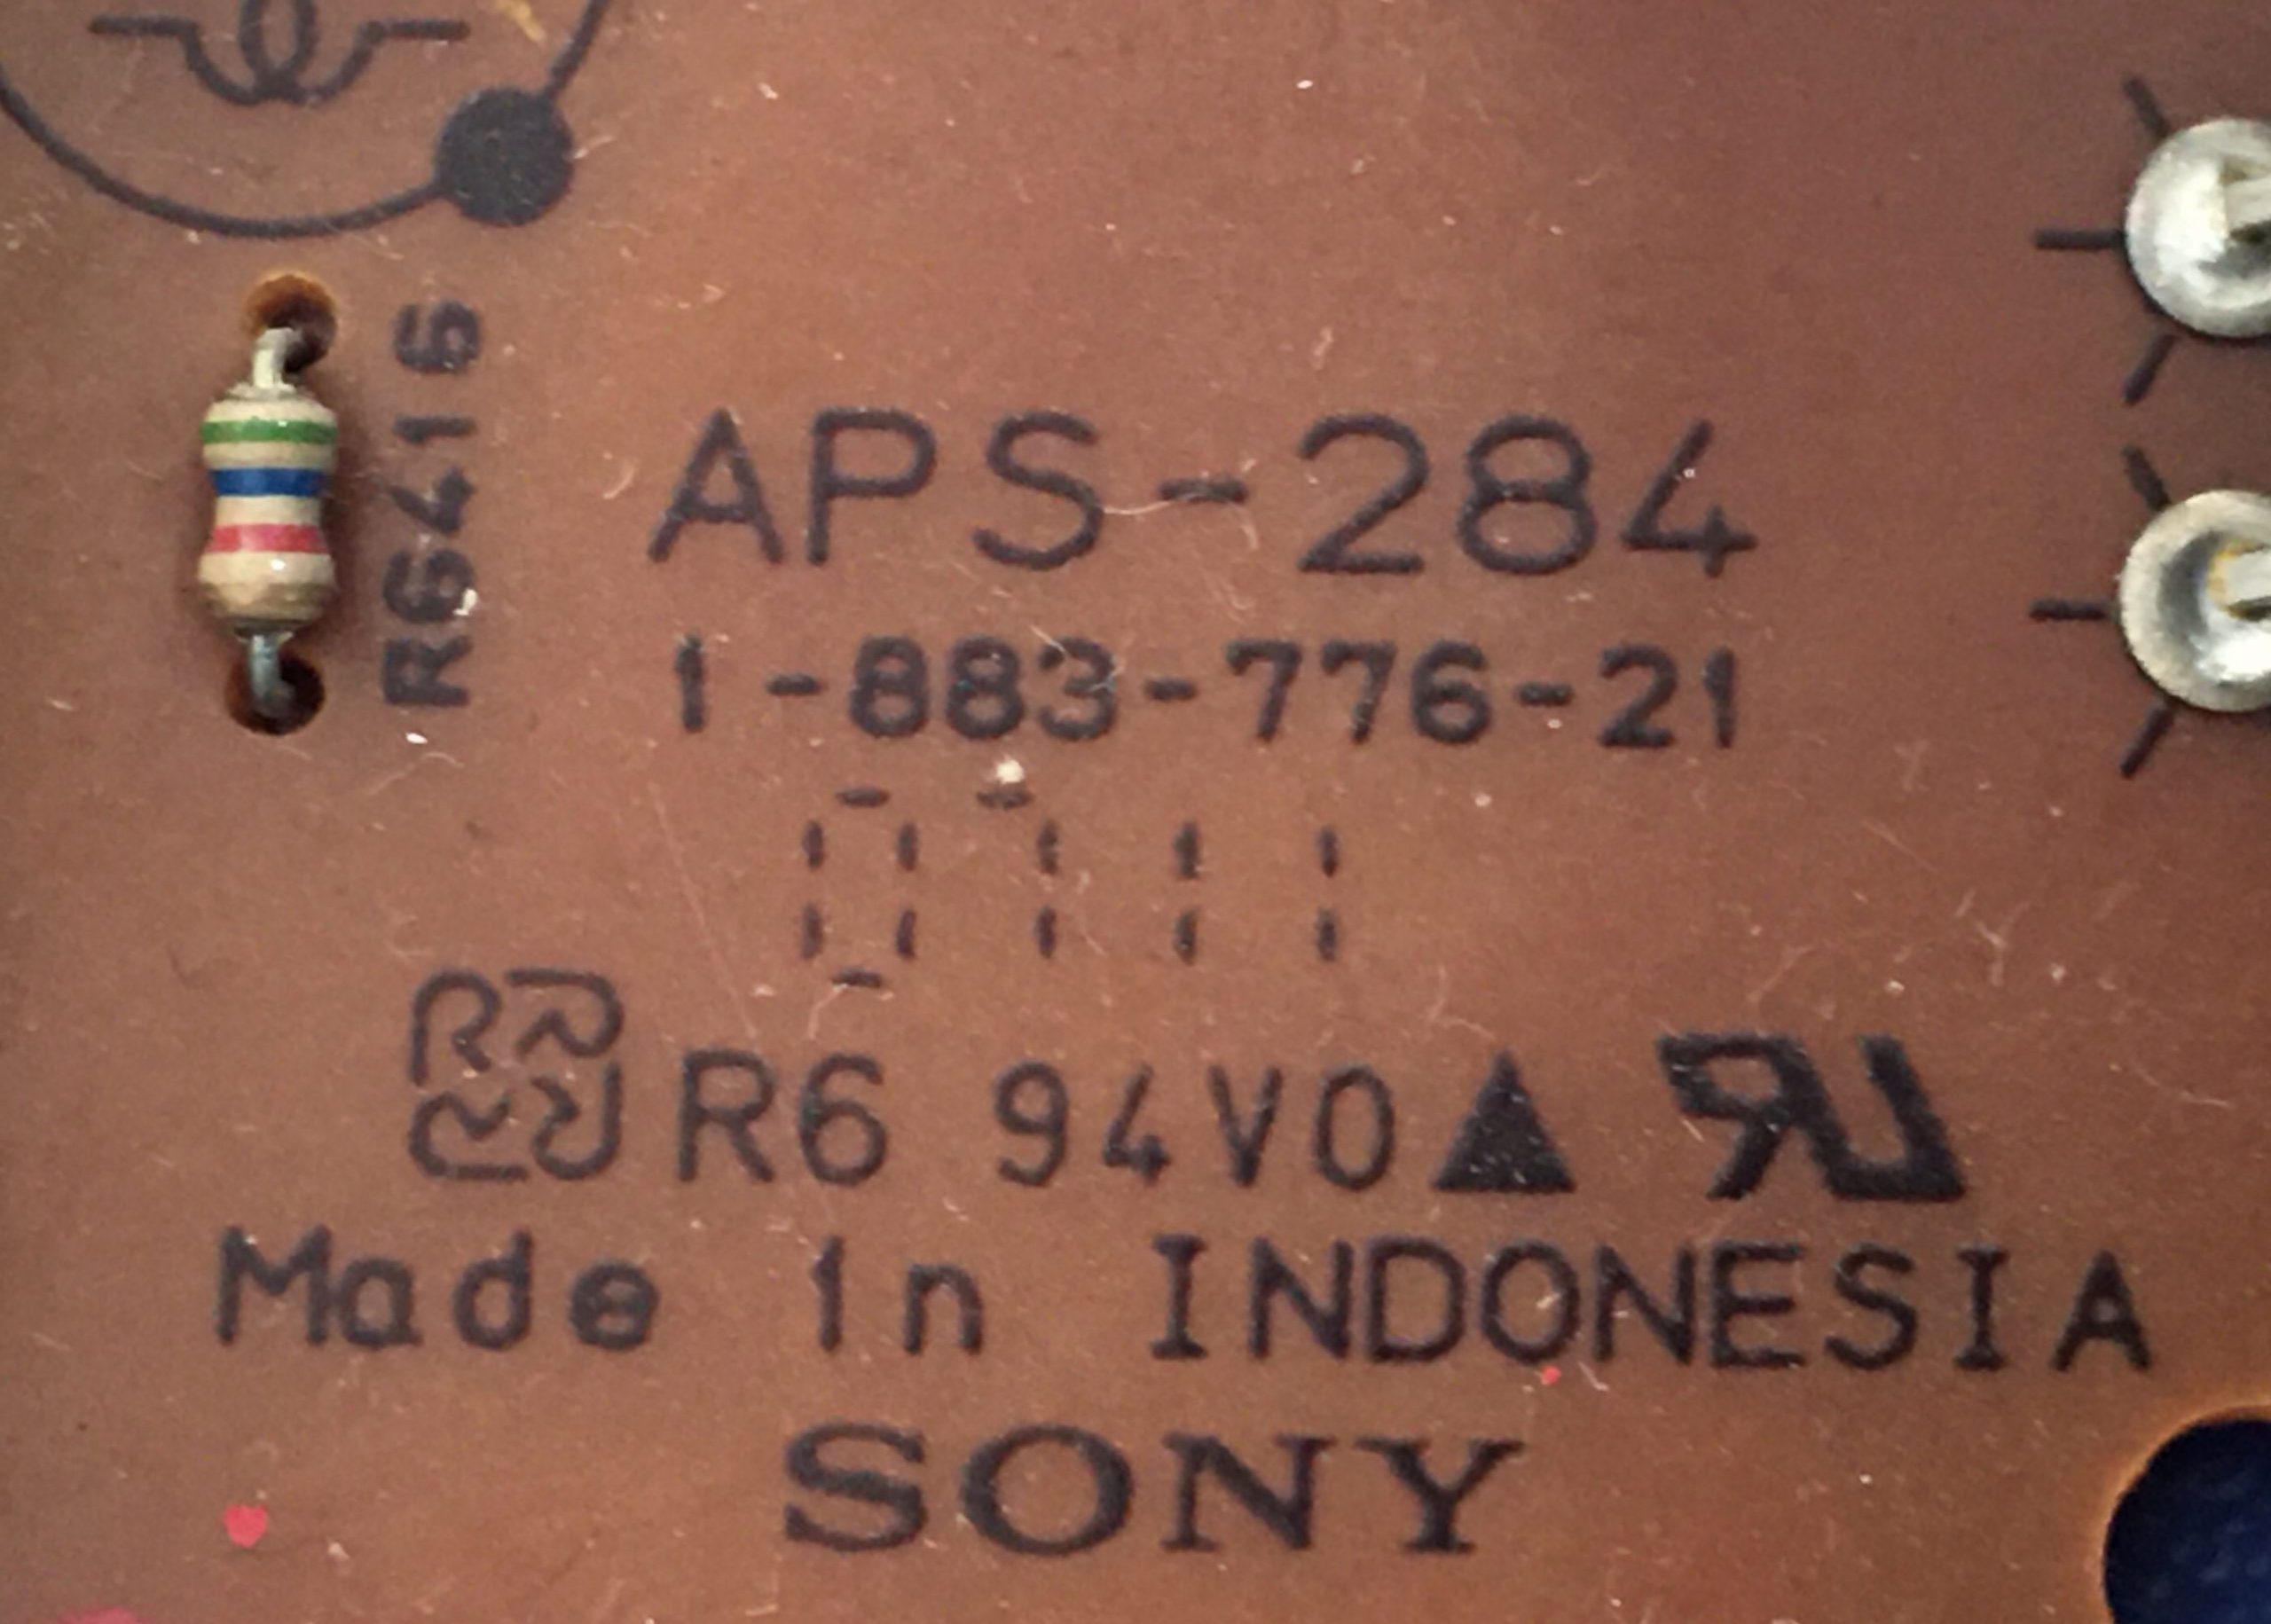 R6416
APS-284
1-883-776-21
R6 94V0
Made in INDONESIA
SONY